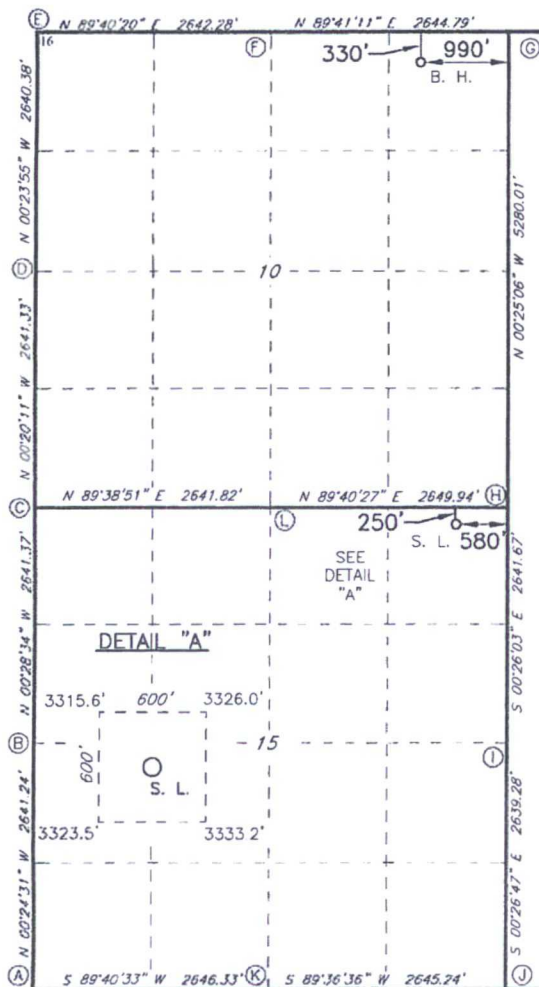 E N 89°40'20" E 2642.28' N 89°41'11" E 2644.79'
16 F 330' 990' G
B. H.
N 00°23'55" W 2640.38'
N 00°25'06" W 5280.01'
D 10
N 00°20'11" W 2641.33'
N 89°38'51" E 2641.82' N 89°40'27" E 2649.94' H
C L 250' S. L. 580'
SEE
DETAIL
"A"
N 00°28'34" W 2641.37'
S 00°26'03" E 2641.67'
DETAIL "A"
3315.6' 600' 3326.0'
B 600' 15 I
S. L.
3323.5' 3333.2'
N 00°24'31" W 2641.24'
S 00°26'47" E 2639.28'
A S 89°40'33" W 2646.33' K S 89°36'36" W 2645.24' J